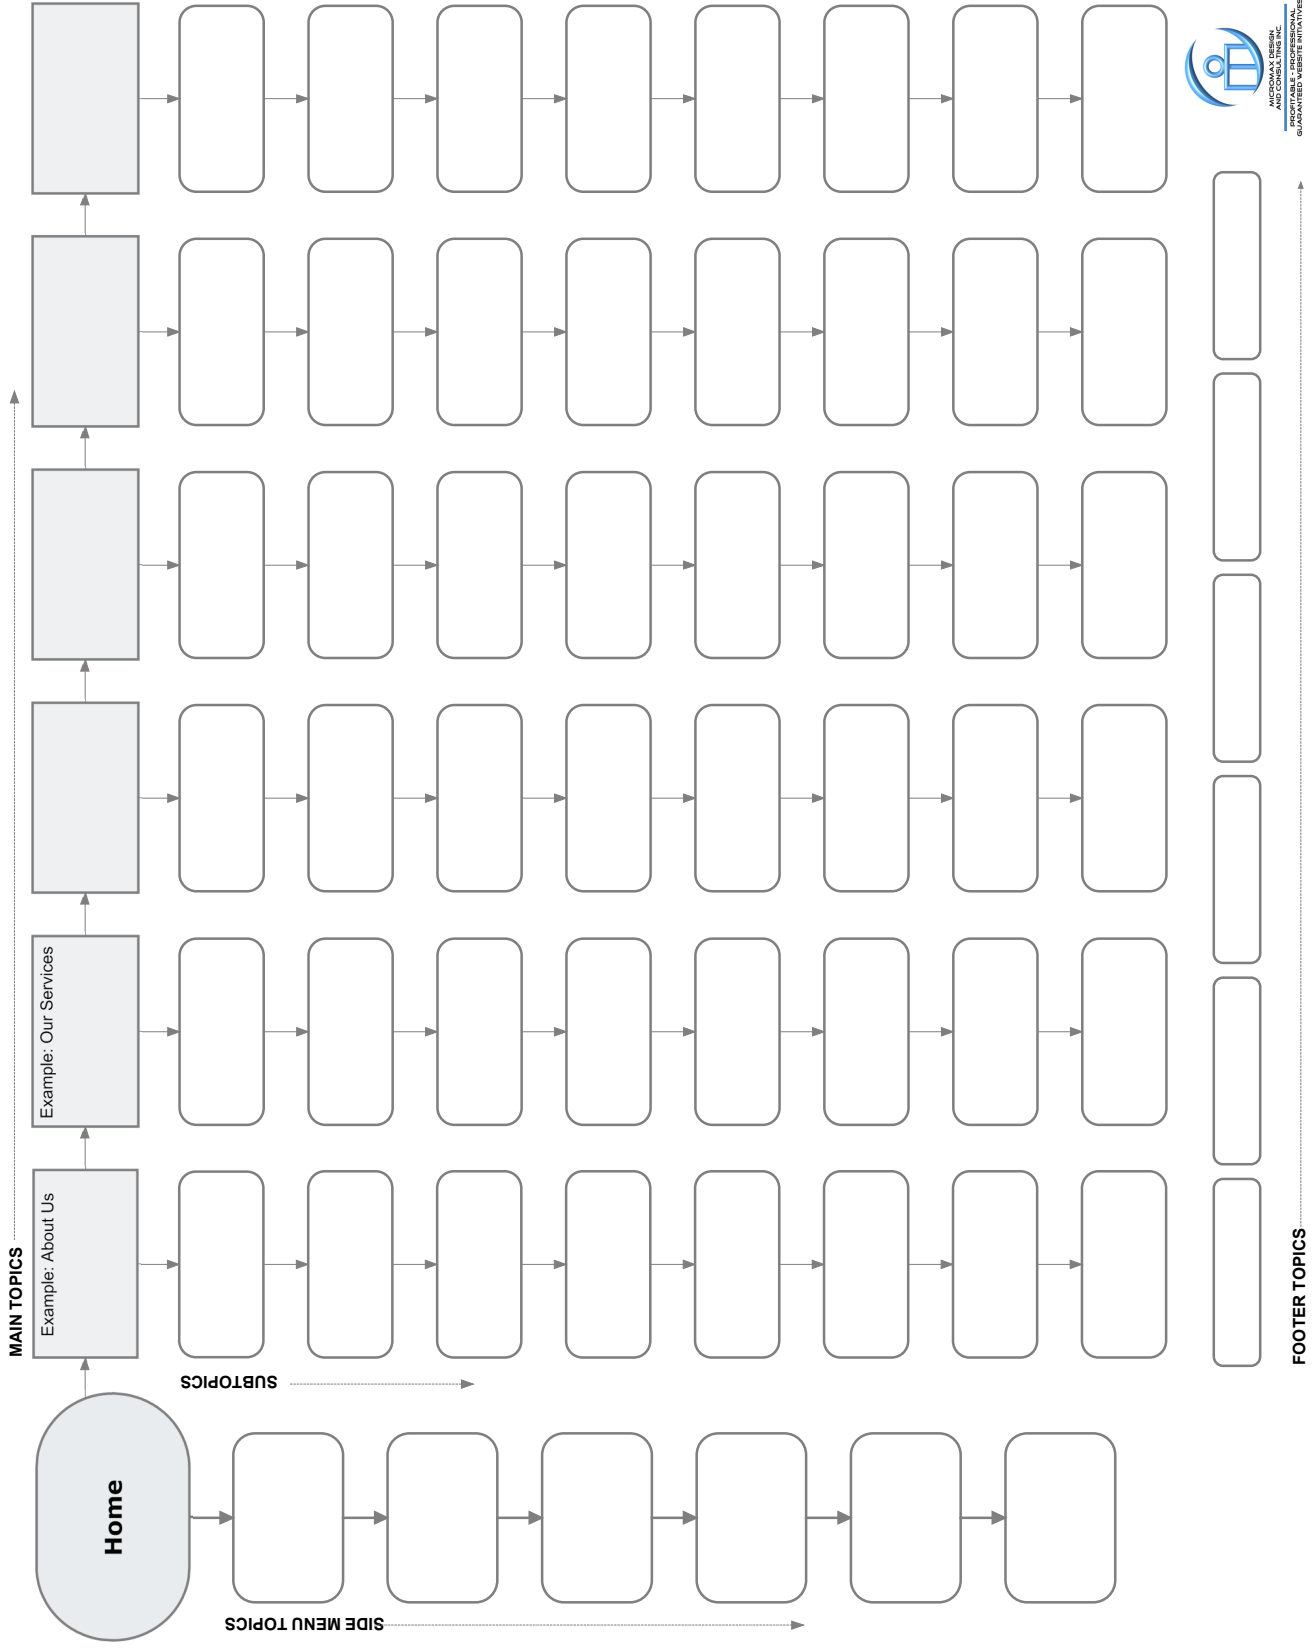 MAIN TOPICS
Home
Example: About Us
Example: Our Services
SUBTOPICS
SIDE MENU TOPICS
FOOTER TOPICS
MICROMAX DESIGN
AND CONSULTING INC.
PROFITABLE - PROFESSIONAL
GUARANTEED WEBSITE INITIATIVES